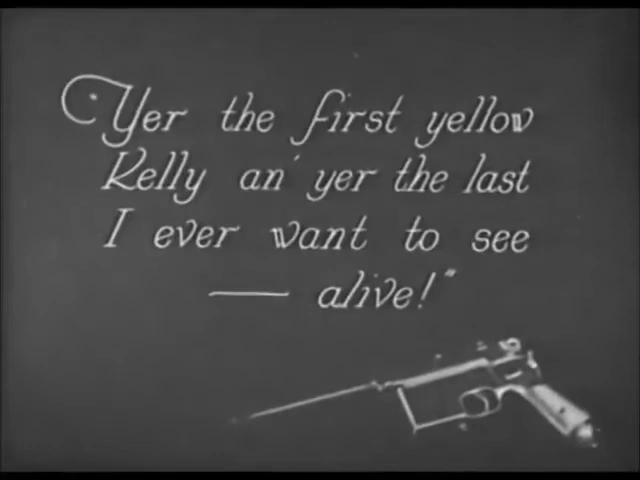 "Yer the first yellow
Kelly an' yer the last
I ever want to see
— alive!"